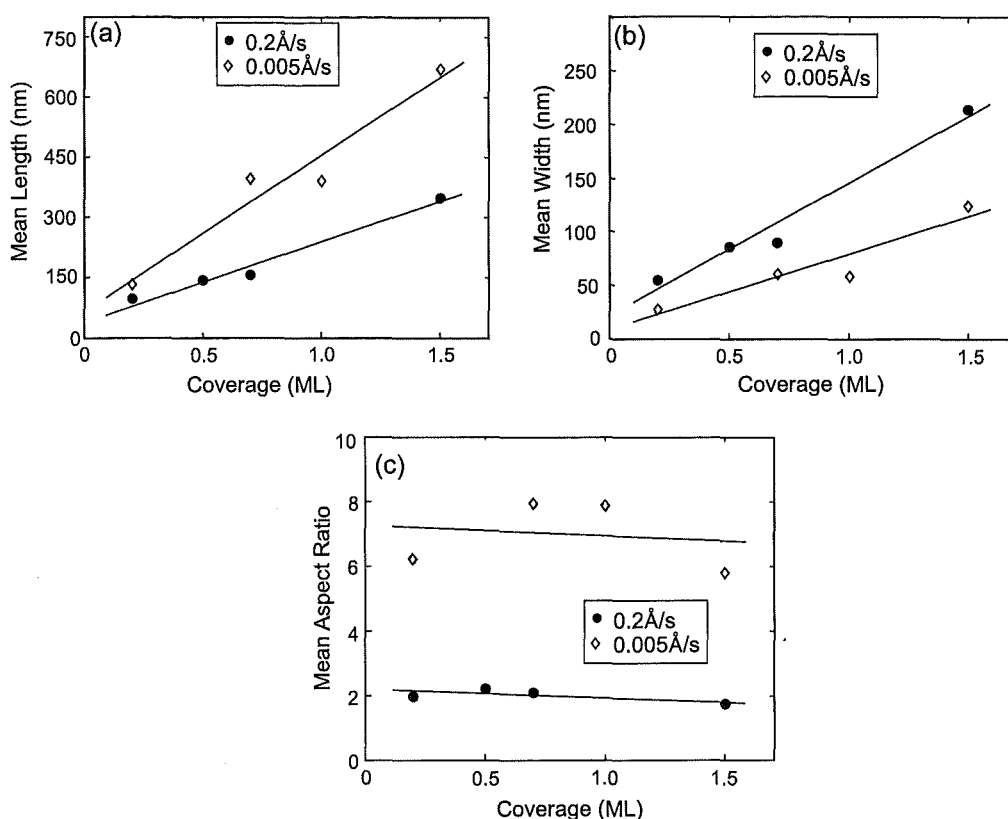 (a)
0.2Å/s
0.005Å/s
750
600
450
300
150
0
Mean Length (nm)
0
0.5
1.0
1.5
Coverage (ML)
(b)
0.2Å/s
0.005Å/s
250
200
150
100
50
0
Mean Width (nm)
0
0.5
1.0
1.5
Coverage (ML)
(c)
0.2Å/s
0.005Å/s
10
8
6
4
2
0
Mean Aspect Ratio
0
0.5
1.0
1.5
Coverage (ML)